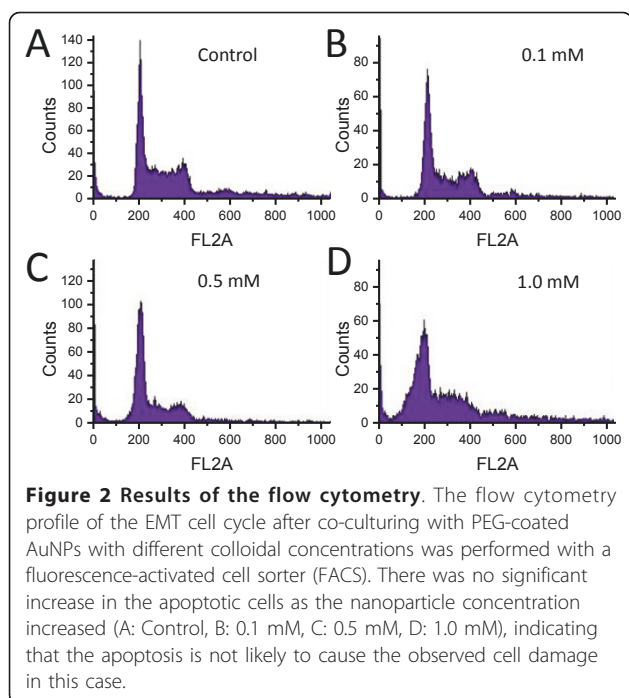 A
Control
140
120
100
80
60
40
20
0
Counts
0 200 400 600 800 1000
FL2A
B
0.1 mM
80
60
40
20
0
Counts
0 200 400 600 800 1000
FL2A
C
0.5 mM
120
100
80
60
40
20
0
Counts
0 200 400 600 800 1000
FL2A
D
1.0 mM
80
60
40
20
0
Counts
0 200 400 600 800 1000
FL2A
Figure 2 Results of the flow cytometry. The flow cytometry
profile of the EMT cell cycle after co-culturing with PEG-coated
AuNPs with different colloidal concentrations was performed with a
fluorescence-activated cell sorter (FACS). There was no significant
increase in the apoptotic cells as the nanoparticle concentration
increased (A: Control, B: 0.1 mM, C: 0.5 mM, D: 1.0 mM), indicating
that the apoptosis is not likely to cause the observed cell damage
in this case.